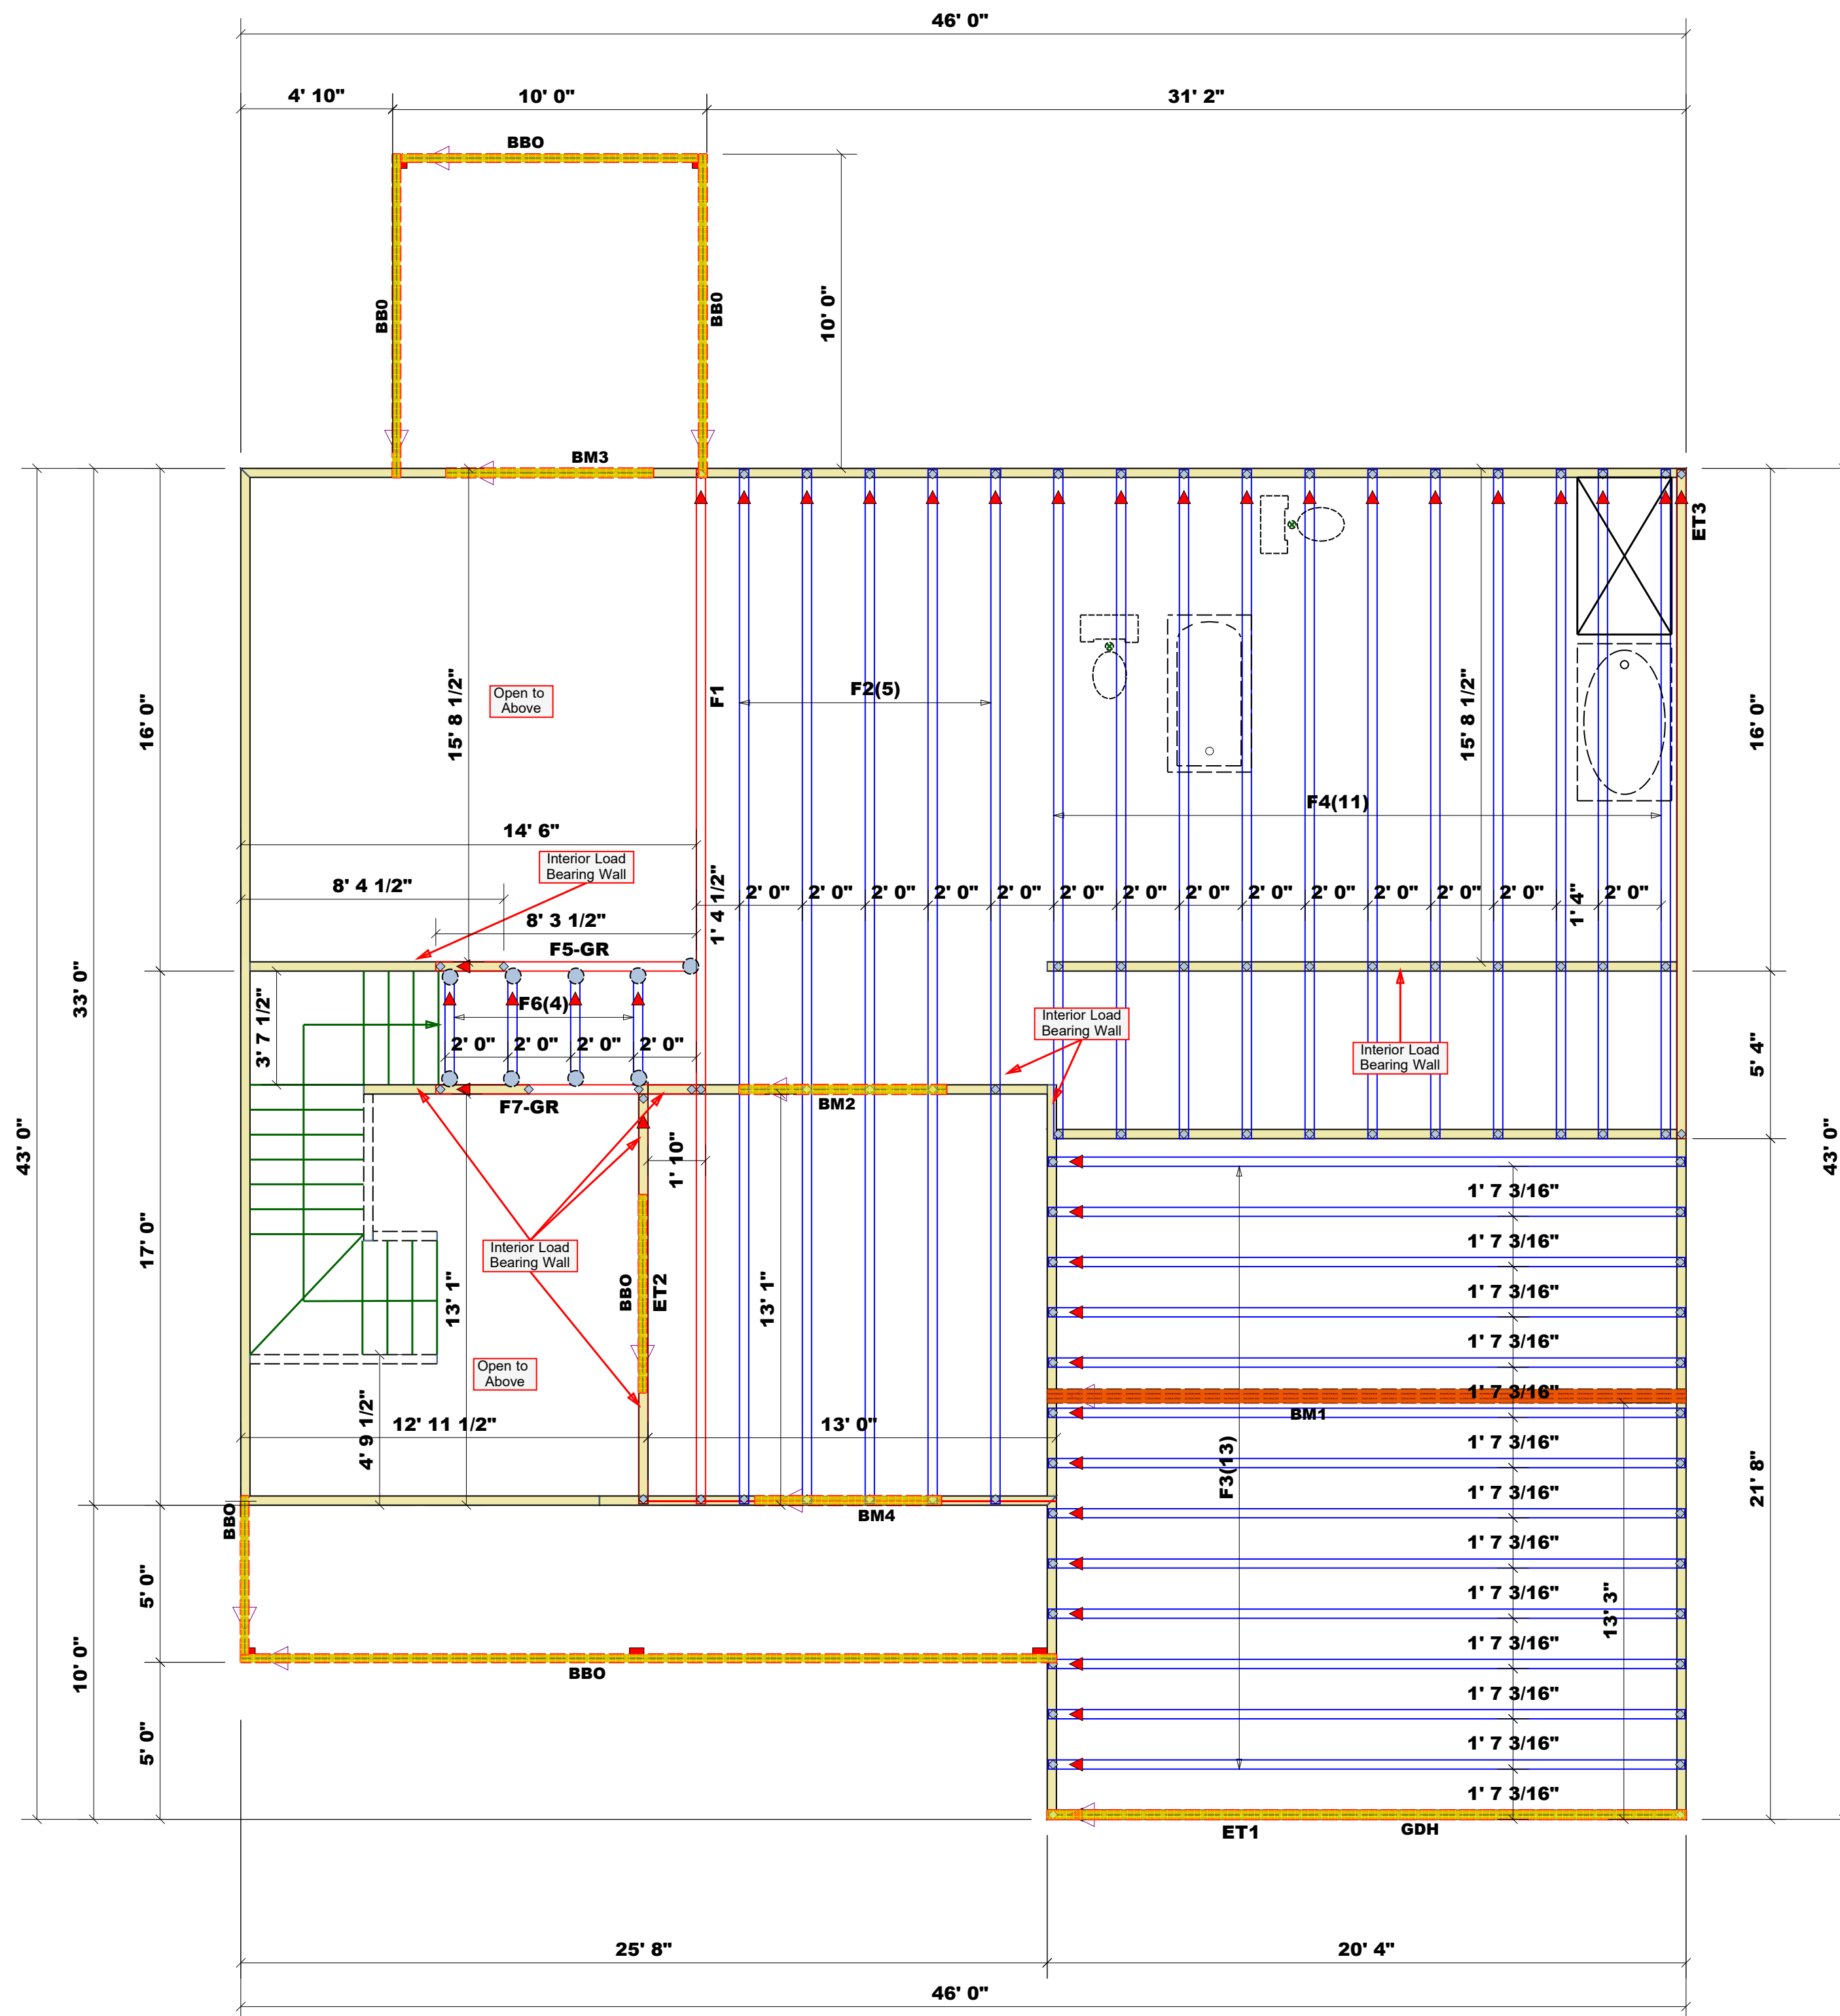 46' 0"
4' 10"
10' 0"
31' 2"
BBO
BBO
BBO
10' 0"
BM3
ET3
Open to
Above
15' 8 1/2"
F1
F2(5)
15' 8 1/2"
16' 0"
16' 0"
F4(11)
14' 6"
Interior Load
Bearing Wall
8' 4 1/2"
1' 4 1/2"
2' 0"
2' 0"
2' 0"
2' 0"
2' 0"
2' 0"
2' 0"
2' 0"
2' 0"
2' 0"
2' 0"
2' 0"
2' 0"
1' 4"
2' 0"
8' 3 1/2"
F5-GR
33' 0"
3' 7 1/2"
F6(4)
2' 0"
2' 0"
2' 0"
2' 0"
Interior Load
Bearing Wall
Interior Load
Bearing Wall
5' 4"
F7-GR
BM2
43' 0"
43' 0"
1' 10"
1' 7 3/16"
17' 0"
Interior Load
Bearing Wall
1' 7 3/16"
13' 1"
BBO
ET2
13' 1"
1' 7 3/16"
1' 7 3/16"
Open to
Above
1' 7 3/16"
BM1
4' 9 1/2"
12' 11 1/2"
13' 0"
1' 7 3/16"
F3(13)
21' 8"
1' 7 3/16"
BBO
BM4
1' 7 3/16"
5' 0"
1' 7 3/16"
13' 3"
1' 7 3/16"
10' 0"
BBO
1' 7 3/16"
5' 0"
1' 7 3/16"
1' 7 3/16"
ET1
GDH
25' 8"
20' 4"
46' 0"